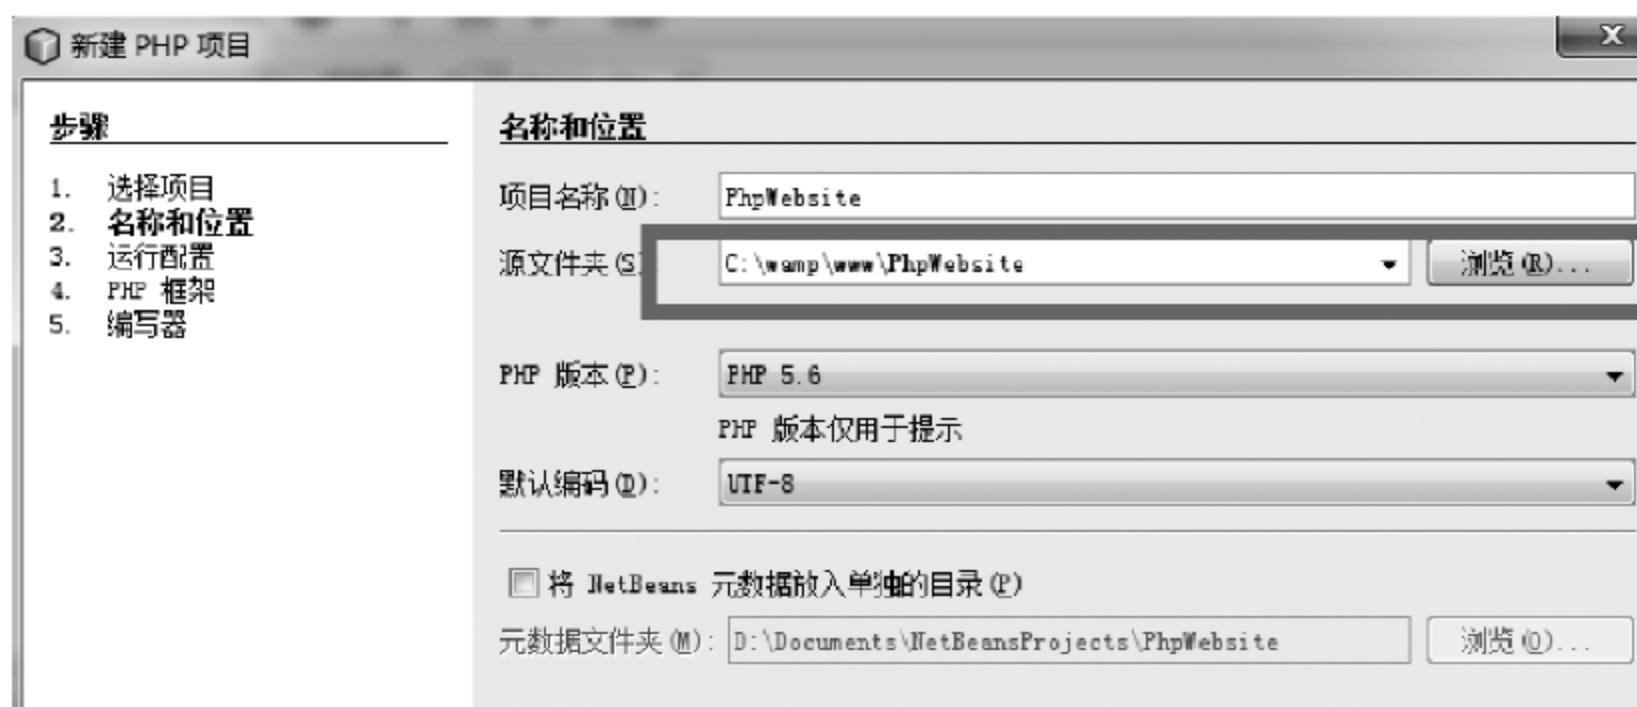 新建 PHP 项目
步骤
1. 选择项目
2. 名称和位置
3. 运行配置
4. PHP 框架
5. 编写器
名称和位置
项目名称(N): PhpWebsite
源文件夹(S C:\wamp\www\PhpWebsite 浏览(R)...
PHP 版本(P): PHP 5.6
PHP 版本仅用于提示
默认编码(D): UTF-8
将 NetBeans 元数据放入单独的目录(P)
元数据文件夹(M): D:\Documents\NetBeansProjects\PhpWebsite 浏览(O)...